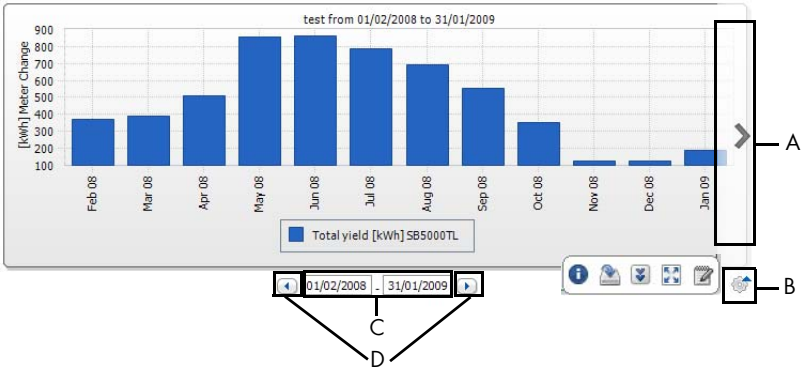 test from 01/02/2008 to 31/01/2009
[kWh] Meter Change
900
800
700
600
500
400
300
200
100
Feb 08
Mar 08
Apr 08
May 08
Jun 08
Jul 08
Aug 08
Sep 08
Oct 08
Nov 08
Dec 08
Jan 09
Total yield [kWh] SB5000TL
A
B
01/02/2008 - 31/01/2009
C
D